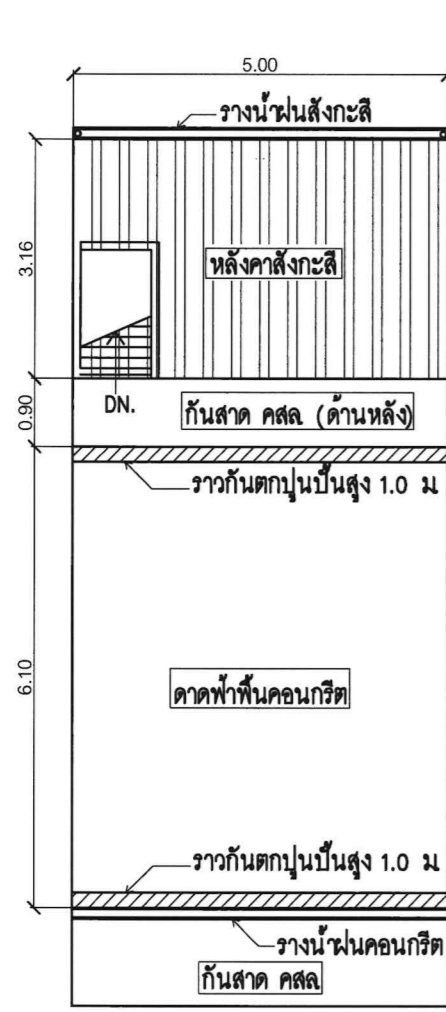 5.00
รางน้ำฝนสังกะสี
3.16
หลังคาสังกะสี
DN.
0.90
กันสาด คสล. (ด้านหลัง)
ราวกันตกปูนปั้นสูง 1.0 ม
6.10
ดาดฟ้าพื้นคอนกรีต
ราวกันตกปูนปั้นสูง 1.0 ม
รางน้ำฝนคอนกรีต
กันสาด คสล.